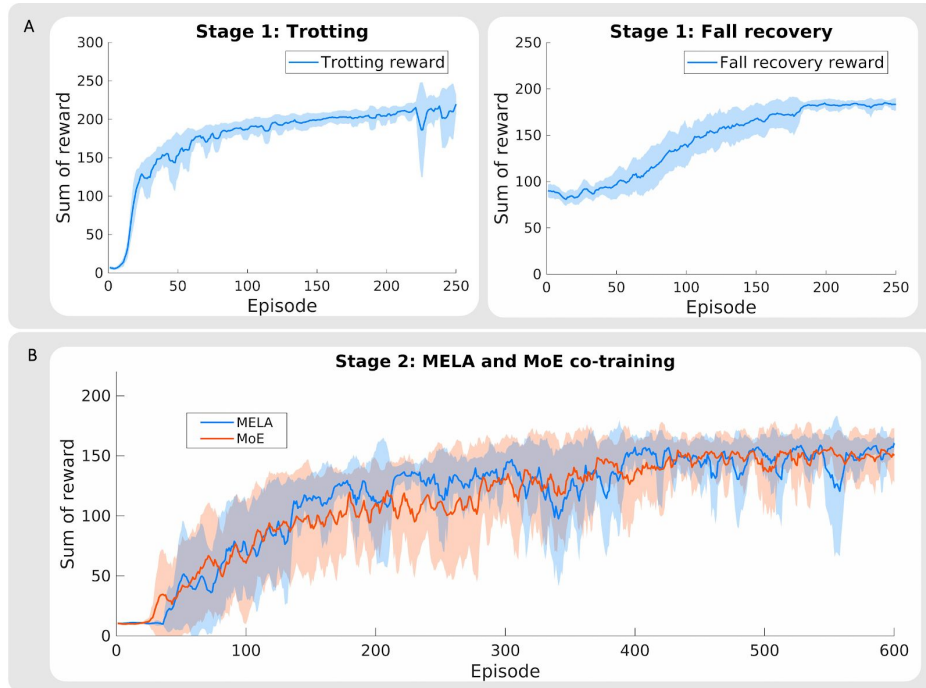 A
Stage 1: Trotting
Trotting reward
Sum of reward
300
250
200
150
100
50
0
0 50 100 150 200 250
Episode
Stage 1: Fall recovery
Fall recovery reward
Sum of reward
250
200
150
100
50
0
0 50 100 150 200 250
Episode
B
Stage 2: MELA and MoE co-training
MELA
MoE
Sum of reward
200
150
100
50
0
0 100 200 300 400 500 600
Episode